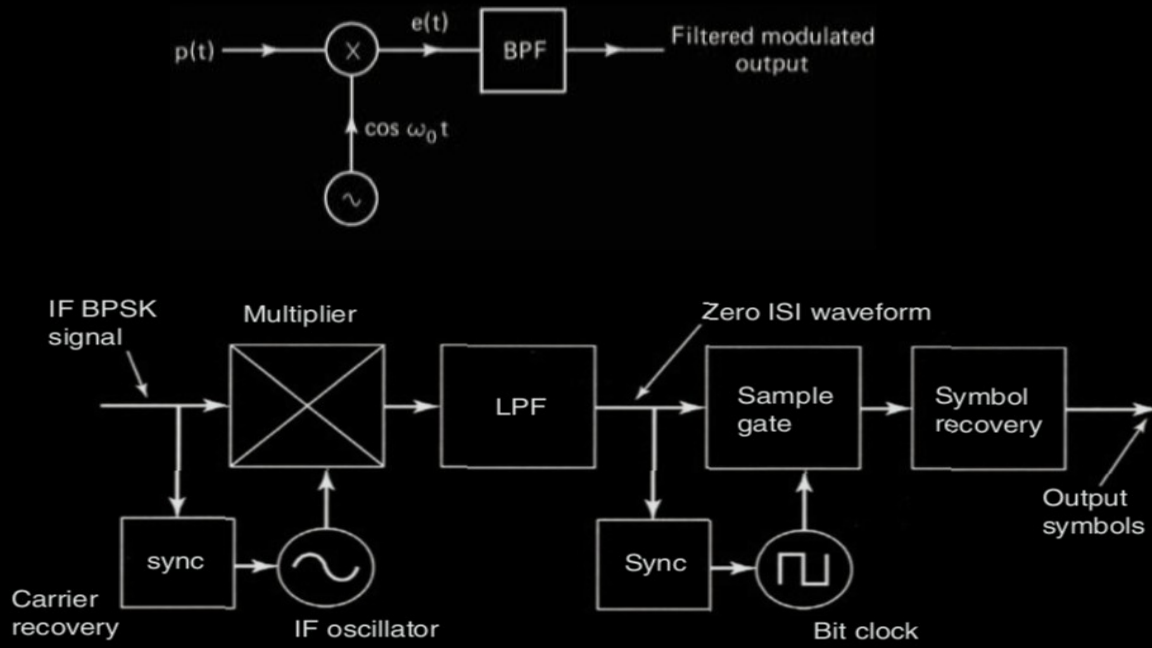 p(t)
X
e(t)
BPF
Filtered modulated
output
cos ω₀t
IF BPSK
signal
Multiplier
Zero ISI waveform
LPF
Sample
gate
Symbol
recovery
Output
symbols
sync
Sync
Carrier
recovery
IF oscillator
Bit clock